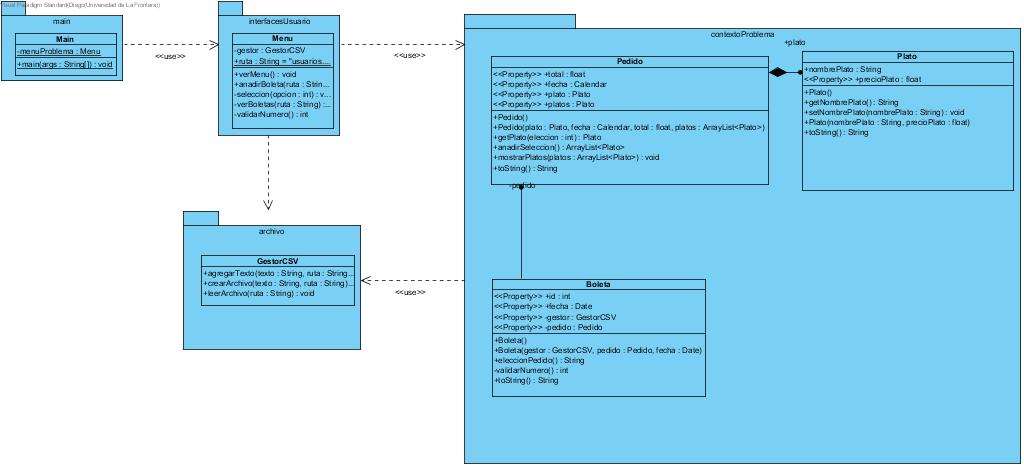 Visual Paradigm Standard(Diego(Universidad de La Frontera))
main
Main
-menuProblema : Menu
+main(args : String[]) : void
<<use>>
interfacesUsuario
Menu
-gestor : GestorCSV
+ruta : String = "usuarios....
+verMenu() : void
+anadirBoleta(ruta : Strin...
-seleccion(opcion : int) : v...
-verBoletas(ruta : String) :...
-validarNumero() : int
<<use>>
archivo
GestorCSV
+agregarTexto(texto : String, ruta : String...
+crearArchivo(texto : String, ruta : String)...
+leerArchivo(ruta : String) : void
<<use>>
contextoProblema
+plato
Pedido
<<Property>> +total : float
<<Property>> +fecha : Calendar
<<Property>> +plato : Plato
<<Property>> +platos : Plato
+Pedido()
+Pedido(plato : Plato, fecha : Calendar, total : float, platos : ArrayList<Plato>)
+getPlato(eleccion : int) : Plato
+anadirSeleccion() : ArrayList<Plato>
+mostrarPlatos(platos : ArrayList<Plato>) : void
+toString() : String
-pedido
Plato
+nombrePlato : String
<<Property>> +precioPlato : float
+Plato()
+getNombrePlato() : String
+setNombrePlato(nombrePlato : String) : void
+Plato(nombrePlato : String, precioPlato : float)
+toString() : String
Boleta
<<Property>> +id : int
<<Property>> +fecha : Date
<<Property>> -gestor : GestorCSV
<<Property>> -pedido : Pedido
+Boleta()
+Boleta(gestor : GestorCSV, pedido : Pedido, fecha : Date)
+eleccionPedido() : String
-validarNumero() : int
+toString() : String